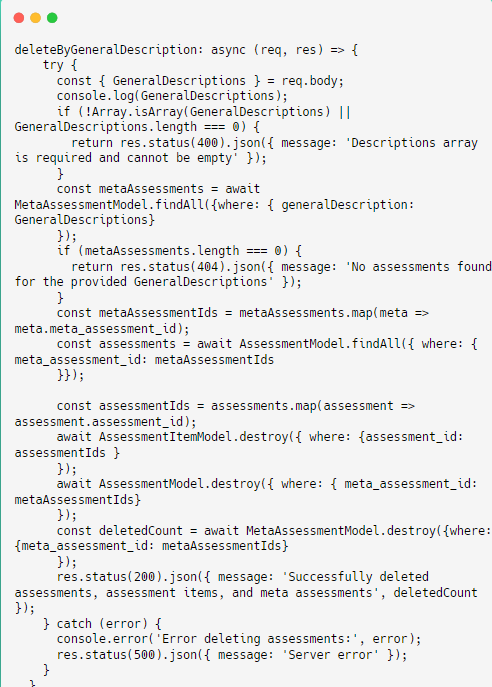 deleteByGeneralDescription: async (req, res) => {
    try {
      const { GeneralDescriptions } = req.body;
      console.log(GeneralDescriptions);
      if (!Array.isArray(GeneralDescriptions) ||
GeneralDescriptions.length === 0) {
        return res.status(400).json({ message: 'Descriptions array
is required and cannot be empty' });
      }
      const metaAssessments = await
MetaAssessmentModel.findAll({where: { generalDescription:
GeneralDescriptions}
      });
      if (metaAssessments.length === 0) {
        return res.status(404).json({ message: 'No assessments found
for the provided GeneralDescriptions' });
      }
      const metaAssessmentIds = metaAssessments.map(meta =>
meta.meta_assessment_id);
      const assessments = await AssessmentModel.findAll({ where: {
meta_assessment_id: metaAssessmentIds
      }});

      const assessmentIds = assessments.map(assessment =>
assessment.assessment_id);
      await AssessmentItemModel.destroy({ where: {assessment_id:
assessmentIds }
      });
      await AssessmentModel.destroy({ where: { meta_assessment_id:
metaAssessmentIds}
      });
      const deletedCount = await MetaAssessmentModel.destroy({where:
{meta_assessment_id: metaAssessmentIds}
      });
      res.status(200).json({ message: 'Successfully deleted
assessments, assessment items, and meta assessments', deletedCount
});
    } catch (error) {
      console.error('Error deleting assessments:', error);
      res.status(500).json({ message: 'Server error' });
    }
  }